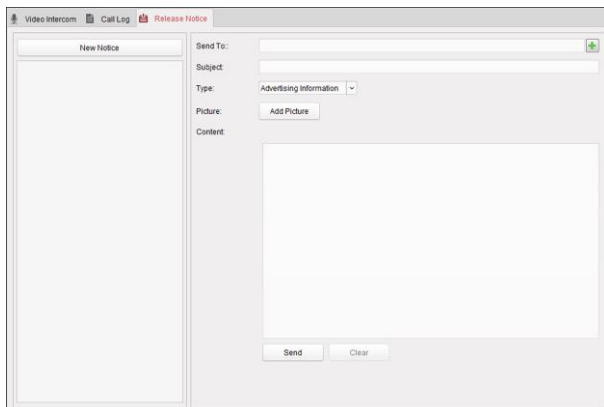 Video Intercom Call Log Release Notice
New Notice
Send To:
Subject:
Type: Advertising Information
Picture: Add Picture
Content:
Send Clear